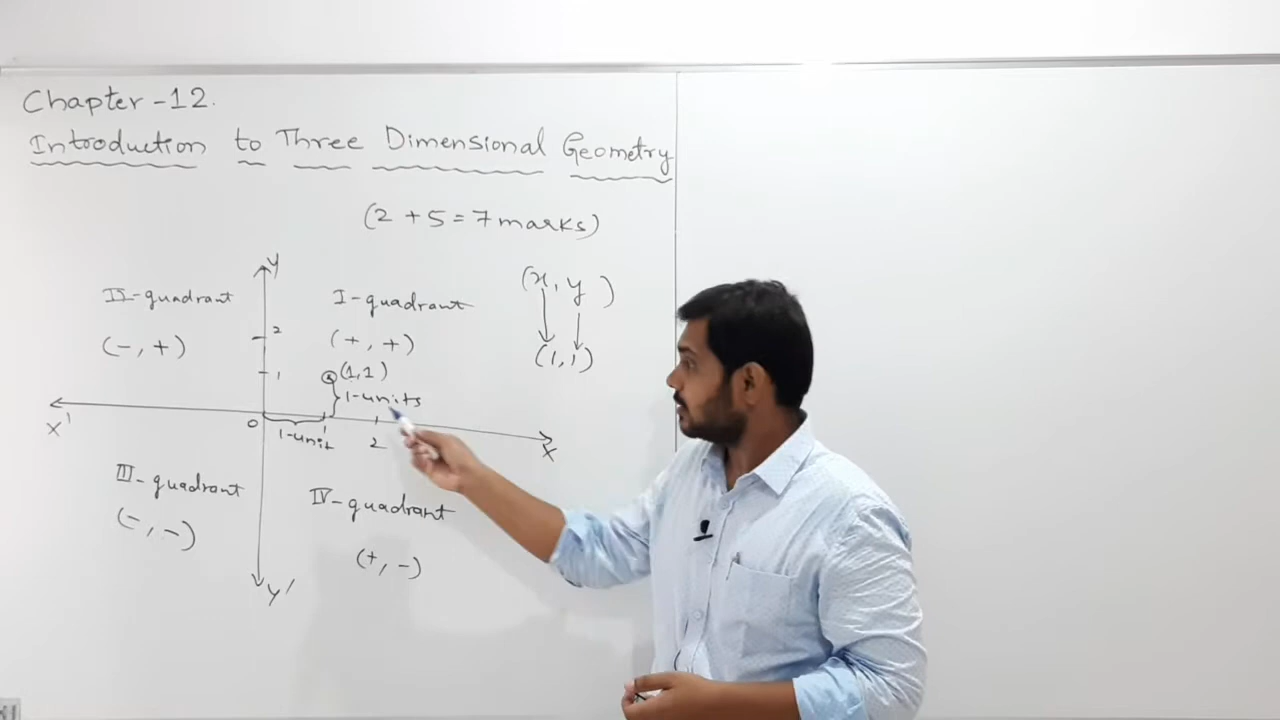 Chapter-12.
Introduction to Three Dimensional Geometry
(2 + 5 = 7 marks)
Y
II-quadrant
I-quadrant
(x, y)
(-, +)
2
(+, +)
(1, 1)
1
(1,1)
1-units
X'
0
1-unit
1
2
X
III-quadrant
IV-quadrant
(-, -)
(+, -)
Y'